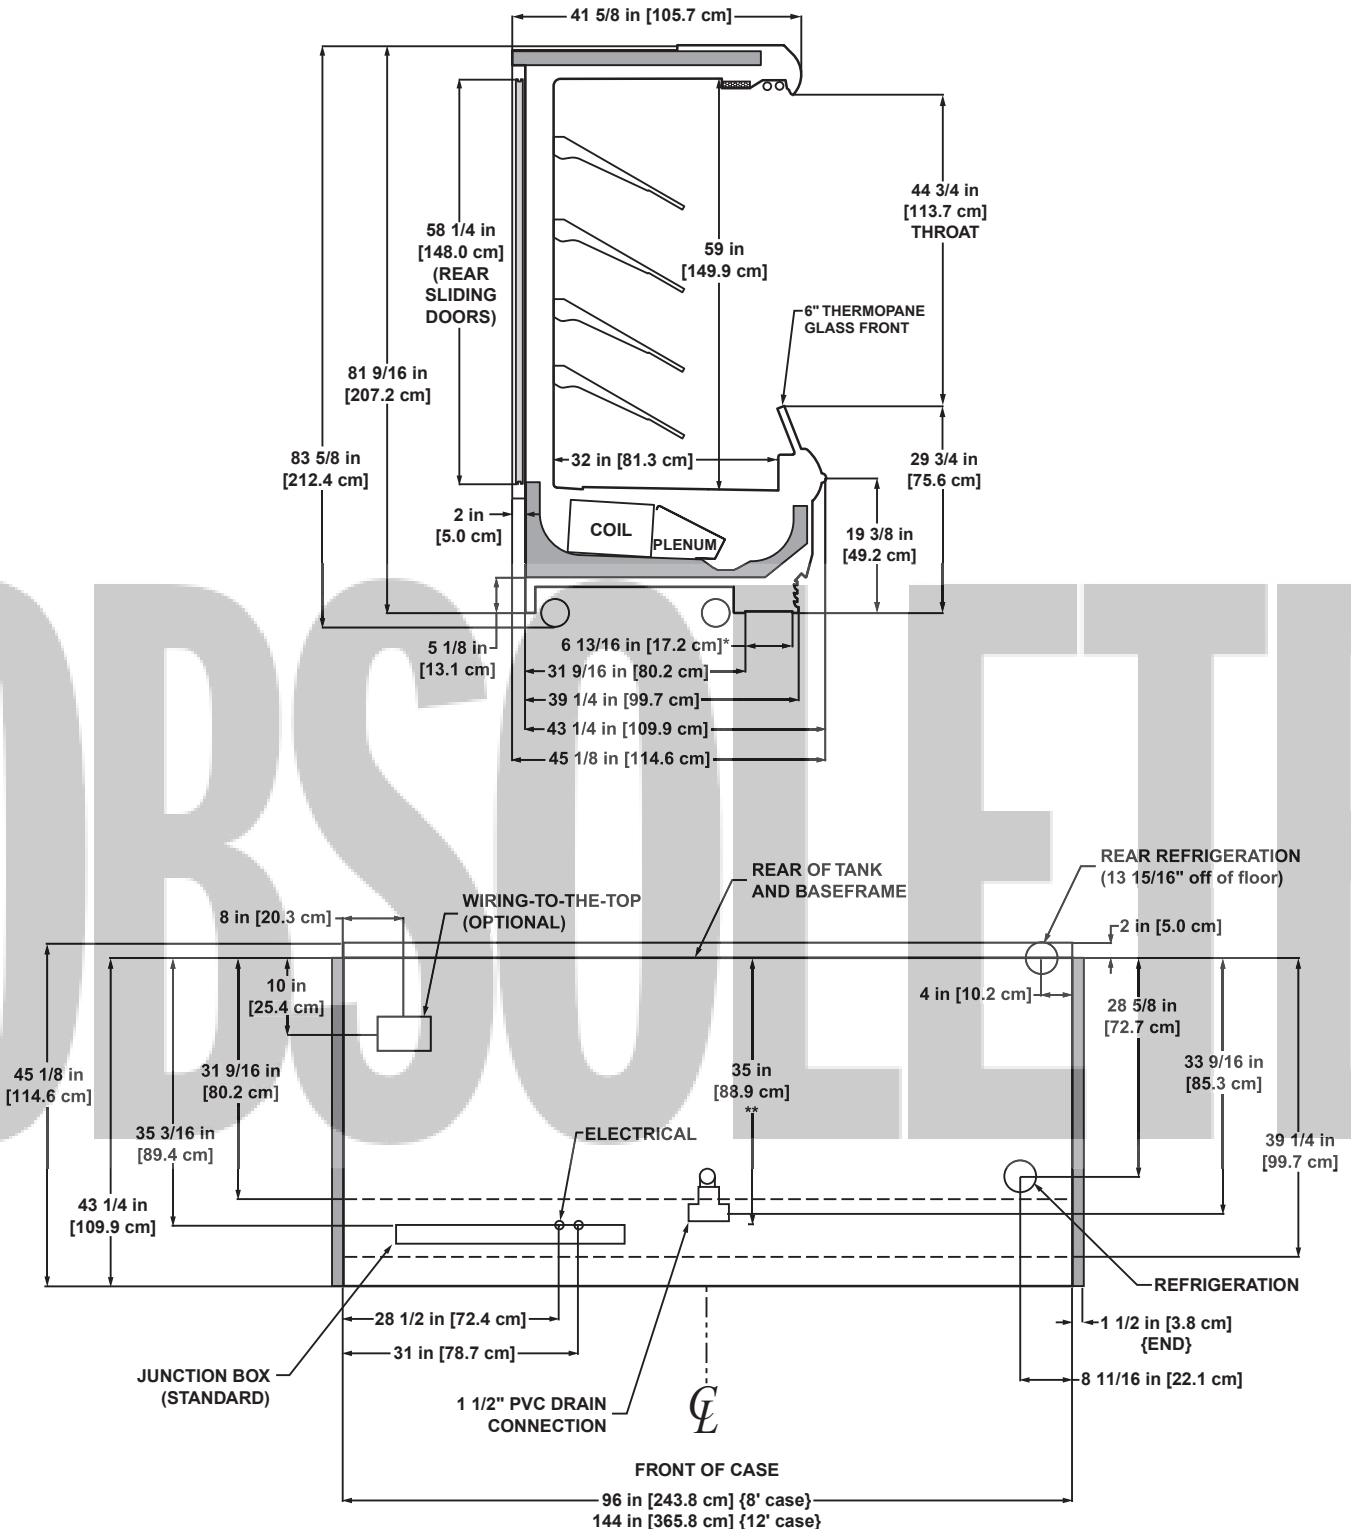 41 5/8 in [105.7 cm]
44 3/4 in
[113.7 cm]
THROAT
58 1/4 in
[148.0 cm]
(REAR
SLIDING
DOORS)
59 in
[149.9 cm]
6" THERMOPANE
GLASS FRONT
81 9/16 in
[207.2 cm]
83 5/8 in
[212.4 cm]
32 in [81.3 cm]
29 3/4 in
[75.6 cm]
2 in
[5.0 cm]
COIL
PLENUM
19 3/8 in
[49.2 cm]
5 1/8 in
[13.1 cm]
6 13/16 in [17.2 cm]*
31 9/16 in [80.2 cm]
39 1/4 in [99.7 cm]
43 1/4 in [109.9 cm]
45 1/8 in [114.6 cm]
OBSOLETE
REAR OF TANK
AND BASEFRAME
REAR REFRIGERATION
(13 15/16" off of floor)
WIRING-TO-THE-TOP
(OPTIONAL)
8 in [20.3 cm]
2 in [5.0 cm]
10 in
[25.4 cm]
4 in [10.2 cm]
28 5/8 in
[72.7 cm]
45 1/8 in
[114.6 cm]
31 9/16 in
[80.2 cm]
35 in
[88.9 cm]
**
33 9/16 in
[85.3 cm]
35 3/16 in
[89.4 cm]
ELECTRICAL
39 1/4 in
[99.7 cm]
43 1/4 in
[109.9 cm]
REFRIGERATION
28 1/2 in [72.4 cm]
1 1/2 in [3.8 cm]
{END}
31 in [78.7 cm]
JUNCTION BOX
(STANDARD)
8 11/16 in [22.1 cm]
1 1/2" PVC DRAIN
CONNECTION
CL
FRONT OF CASE
96 in [243.8 cm] {8' case}
144 in [365.8 cm] {12' case}